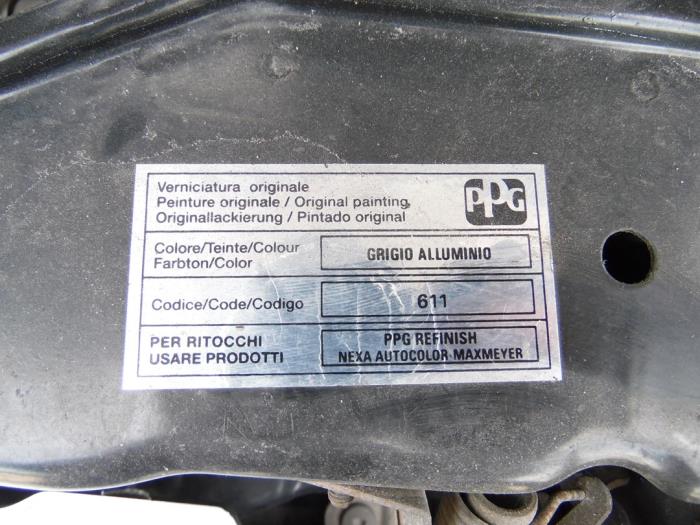 Verniciatura originale
Peinture originale / Original painting
Originallackierung / Pintado original
PPG
Colore/Teinte/Colour
Farbton/Color
GRIGIO ALLUMINIO
Codice/Code/Codigo
611
PER RITOCCHI
USARE PRODOTTI
PPG REFINISH
NEXA AUTOCOLOR-MAXMEYER